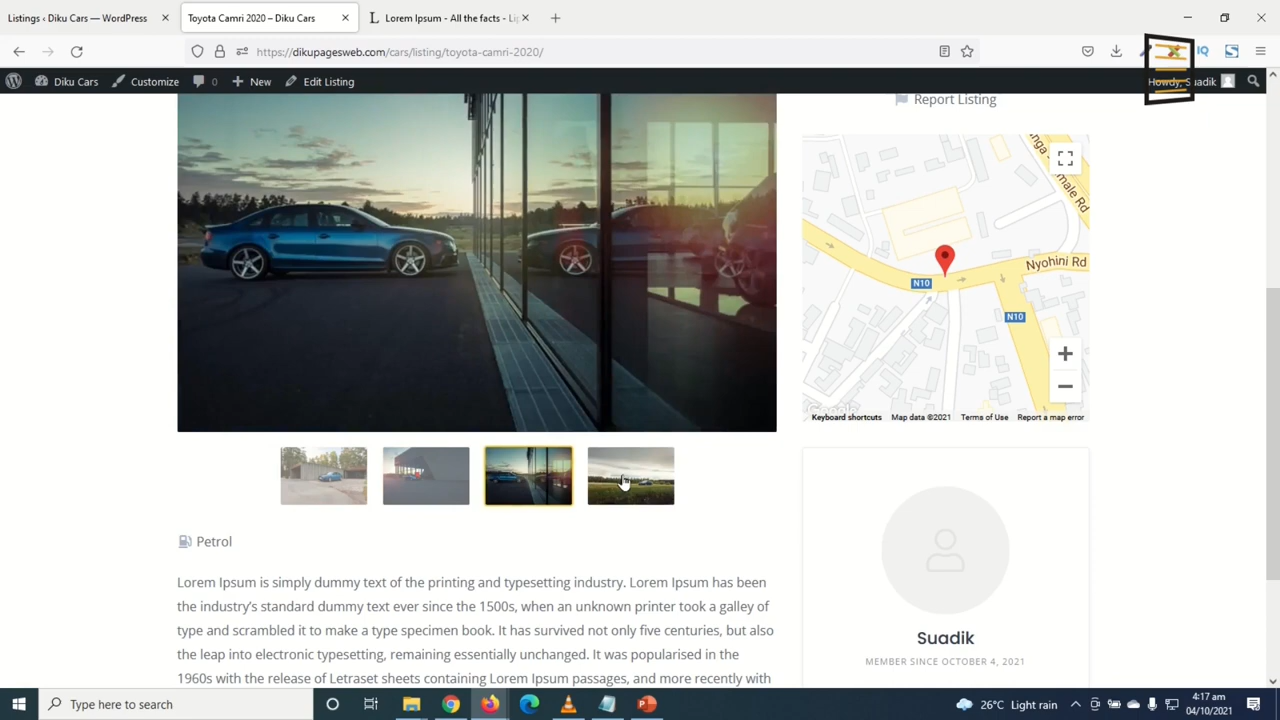 Listings ‹ Diku Cars — WordPress
Toyota Camri 2020 – Diku Cars
Lorem Ipsum - All the facts - Li
https://dikupagesweb.com/cars/listing/toyota-camri-2020/
IQ
Diku Cars
Customize
0
New
Edit Listing
Howdy, Suadik
Report Listing
Nyohini Rd
N10
N10
Keyboard shortcuts
Map data ©2021
Terms of Use
Report a map error
Petrol
Lorem Ipsum is simply dummy text of the printing and typesetting industry. Lorem Ipsum has been
the industry's standard dummy text ever since the 1500s, when an unknown printer took a galley of
type and scrambled it to make a type specimen book. It has survived not only five centuries, but also
the leap into electronic typesetting, remaining essentially unchanged. It was popularised in the
1960s with the release of Letraset sheets containing Lorem Ipsum passages, and more recently with
Suadik
MEMBER SINCE OCTOBER 4, 2021
Type here to search
26°C Light rain
4:17 am
04/10/2021